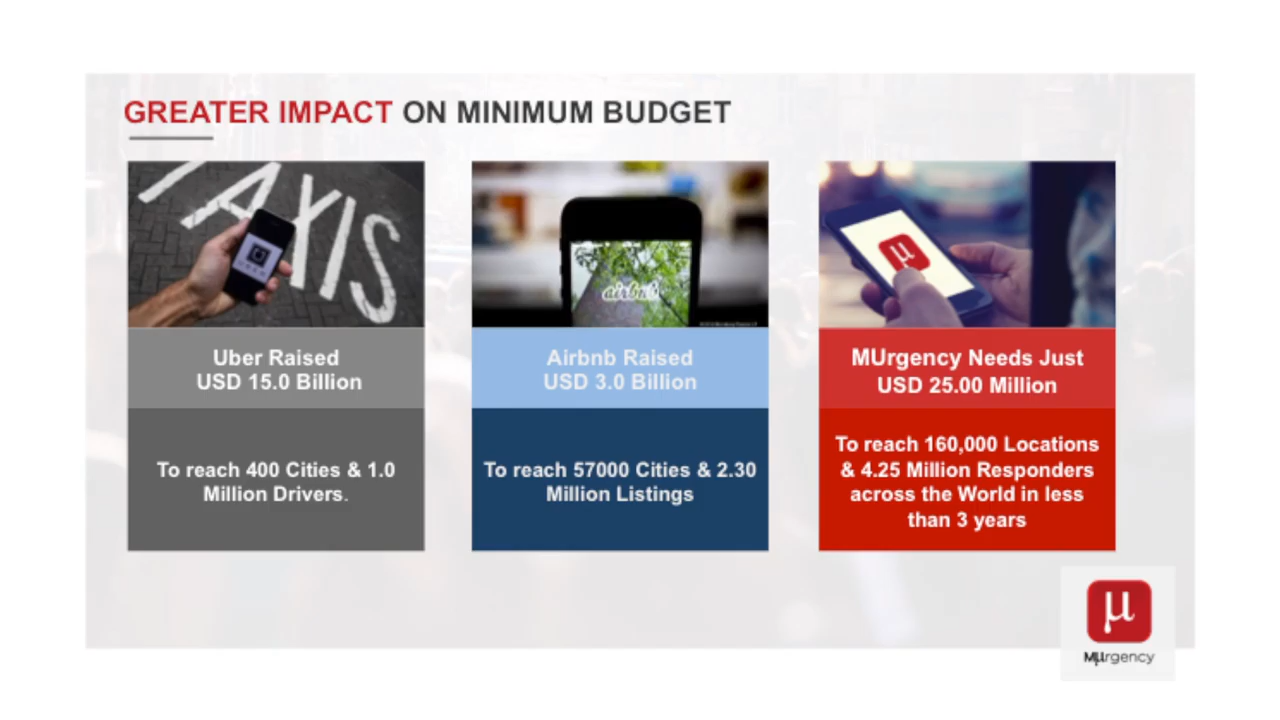 GREATER IMPACT ON MINIMUM BUDGET
TAXIS
UBER
Uber Raised
USD 15.0 Billion
To reach 400 Cities & 1.0
Million Drivers.
airbnb
Airbnb Raised
USD 3.0 Billion
To reach 57000 Cities & 2.30
Million Listings
µ
MUrgency Needs Just
USD 25.00 Million
To reach 160,000 Locations
& 4.25 Million Responders
across the World in less
than 3 years
µ
MµUrgency